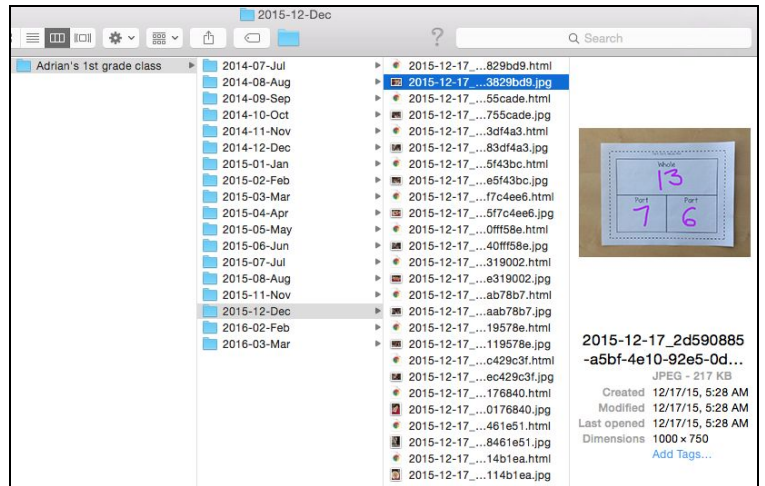 2015-12-Dec
Search
Adrian's 1st grade class
2014-07-Jul
2014-08-Aug
2014-09-Sep
2014-10-Oct
2014-11-Nov
2014-12-Dec
2015-01-Jan
2015-02-Feb
2015-03-Mar
2015-04-Apr
2015-05-May
2015-06-Jun
2015-07-Jul
2015-08-Aug
2015-11-Nov
2015-12-Dec
2016-02-Feb
2016-03-Mar
2015-12-17_...829bd9.html
2015-12-17_...3829bd9.jpg
2015-12-17_...55cade.html
2015-12-17_...755cade.jpg
2015-12-17_...3df4a3.html
2015-12-17_...83df4a3.jpg
2015-12-17_...5f43bc.html
2015-12-17_...e5f43bc.jpg
2015-12-17_...f7c4ee6.html
2015-12-17_...5f7c4ee6.jpg
2015-12-17_...0fff58e.html
2015-12-17_...40fff58e.jpg
2015-12-17_...319002.html
2015-12-17_...e319002.jpg
2015-12-17_...ab78b7.html
2015-12-17_...aab78b7.jpg
2015-12-17_...19578e.html
2015-12-17_...119578e.jpg
2015-12-17_...c429c3f.html
2015-12-17_...ec429c3f.jpg
2015-12-17_...176840.html
2015-12-17_...0176840.jpg
2015-12-17_...461e51.html
2015-12-17_...8461e51.jpg
2015-12-17_...14b1ea.html
2015-12-17_...114b1ea.jpg
Whole
13
Part Part
7 6
2015-12-17_2d590885
-a5bf-4e10-92e5-0d...
JPEG - 217 KB
Created 12/17/15, 5:28 AM
Modified 12/17/15, 5:28 AM
Last opened 12/17/15, 5:28 AM
Dimensions 1000 × 750
Add Tags...